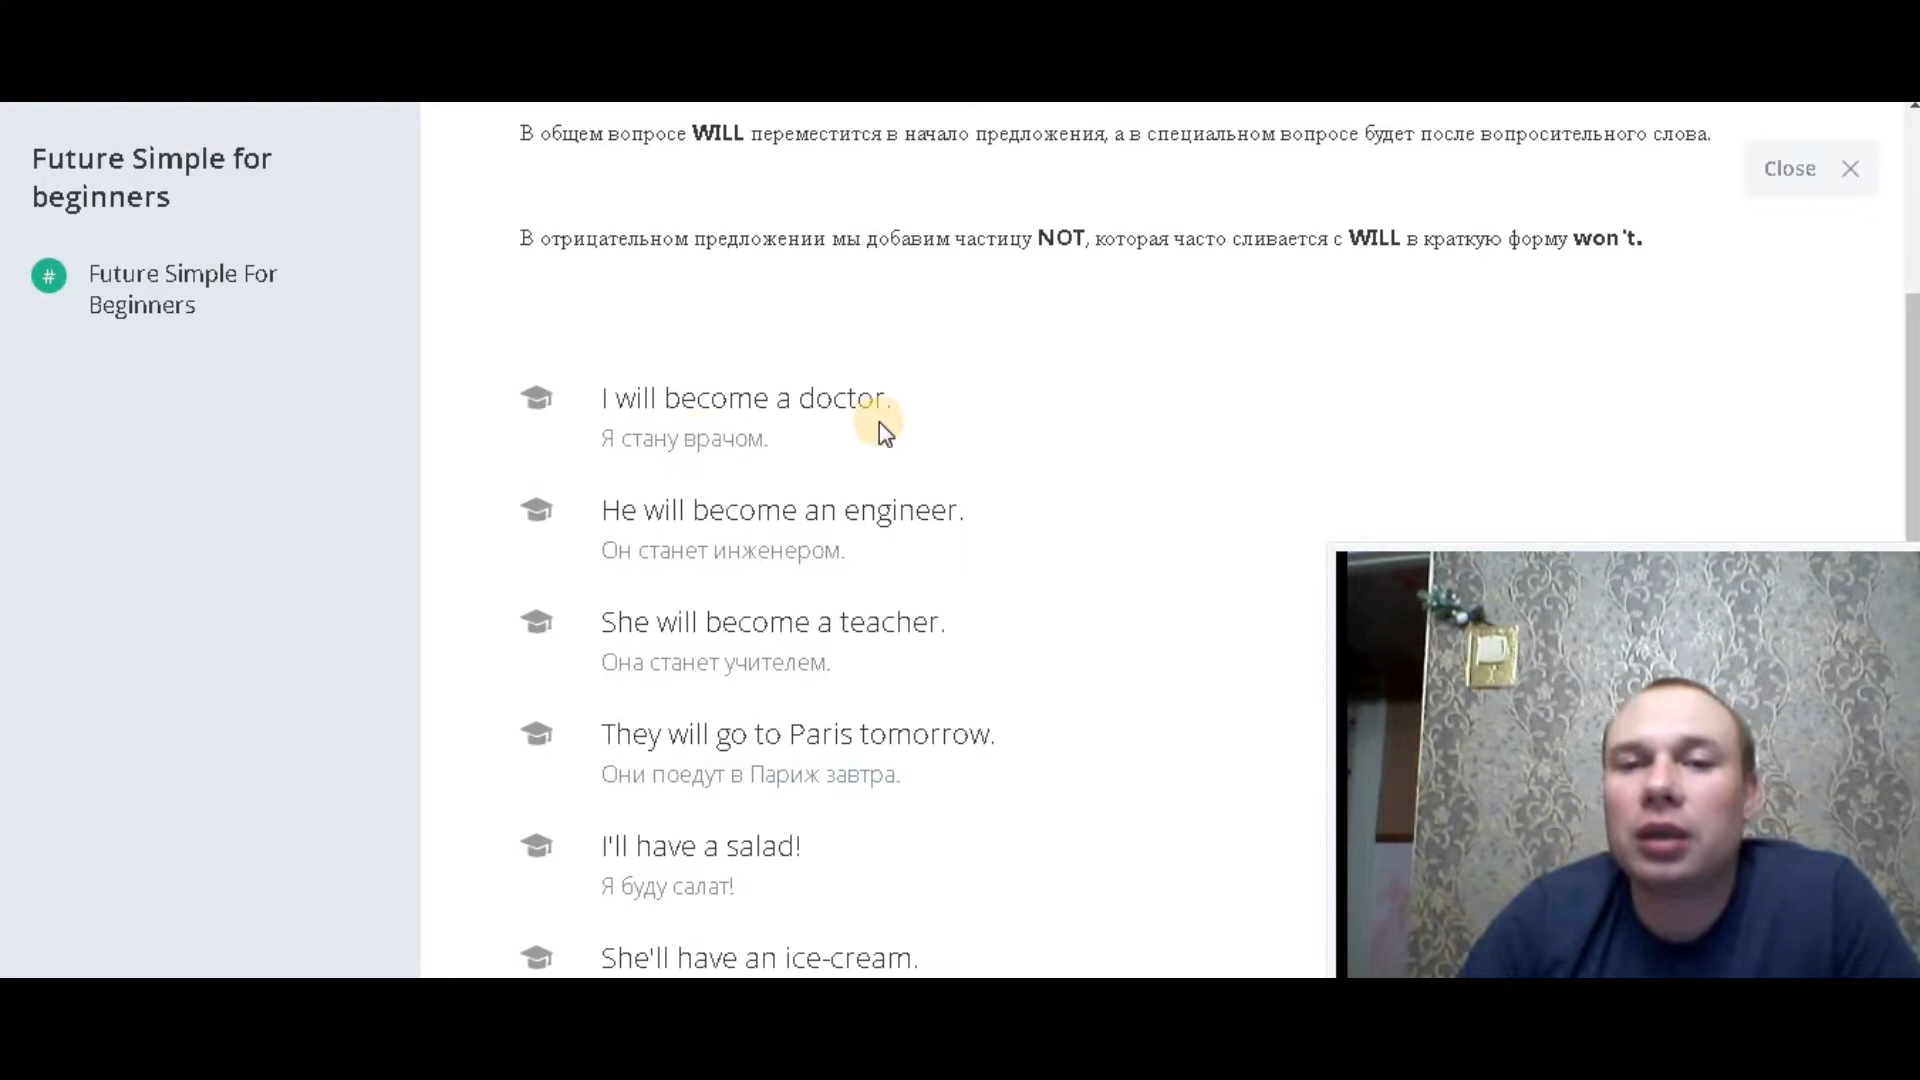 Future Simple for
beginners
#
Future Simple For
Beginners
В общем вопросе WILL переместится в начало предложения, а в специальном вопросе будет после вопросительного слова.
Close
В отрицательном предложении мы добавим частицу NOT, которая часто сливается с WILL в краткую форму won't.
I will become a doctor.
Я стану врачом.
He will become an engineer.
Он станет инженером.
She will become a teacher.
Она станет учителем.
They will go to Paris tomorrow.
Они поедут в Париж завтра.
I'll have a salad!
Я буду салат!
She'll have an ice-cream.